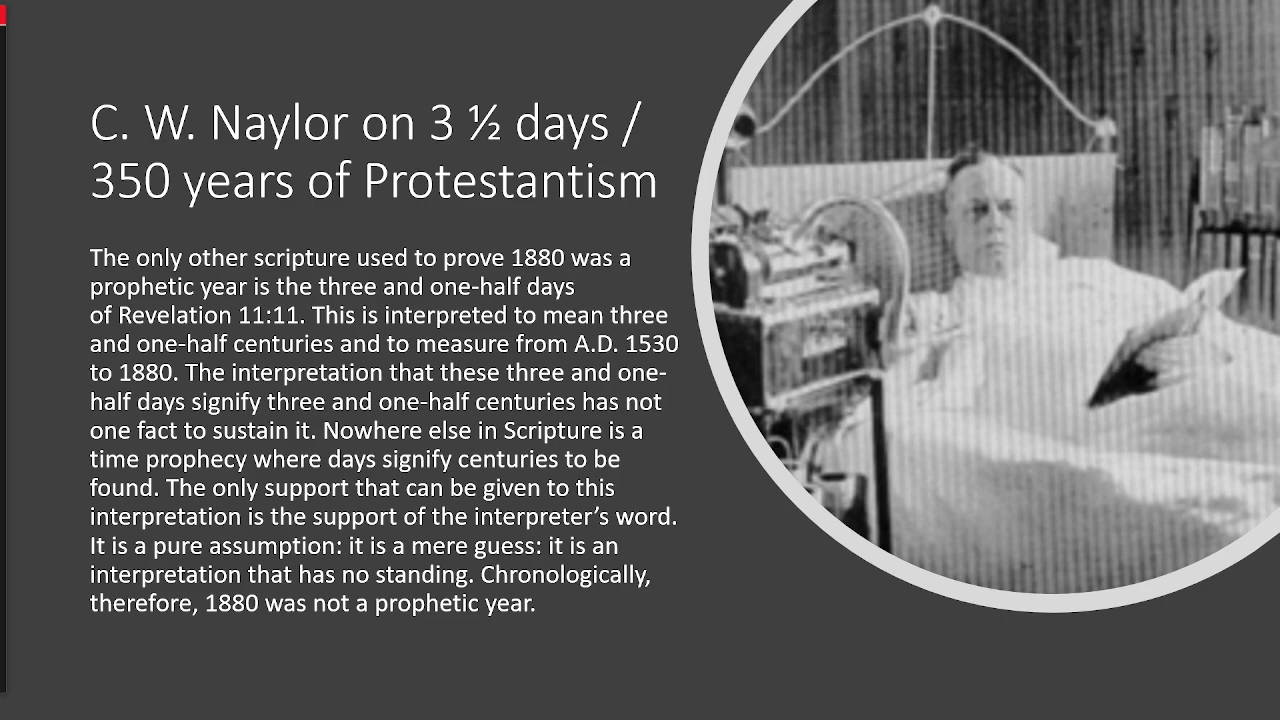 C. W. Naylor on 3 ½ days /
350 years of Protestantism
The only other scripture used to prove 1880 was a
prophetic year is the three and one-half days
of Revelation 11:11. This is interpreted to mean three
and one-half centuries and to measure from A.D. 1530
to 1880. The interpretation that these three and one-
half days signify three and one-half centuries has not
one fact to sustain it. Nowhere else in Scripture is a
time prophecy where days signify centuries to be
found. The only support that can be given to this
interpretation is the support of the interpreter’s word.
It is a pure assumption: it is a mere guess: it is an
interpretation that has no standing. Chronologically,
therefore, 1880 was not a prophetic year.